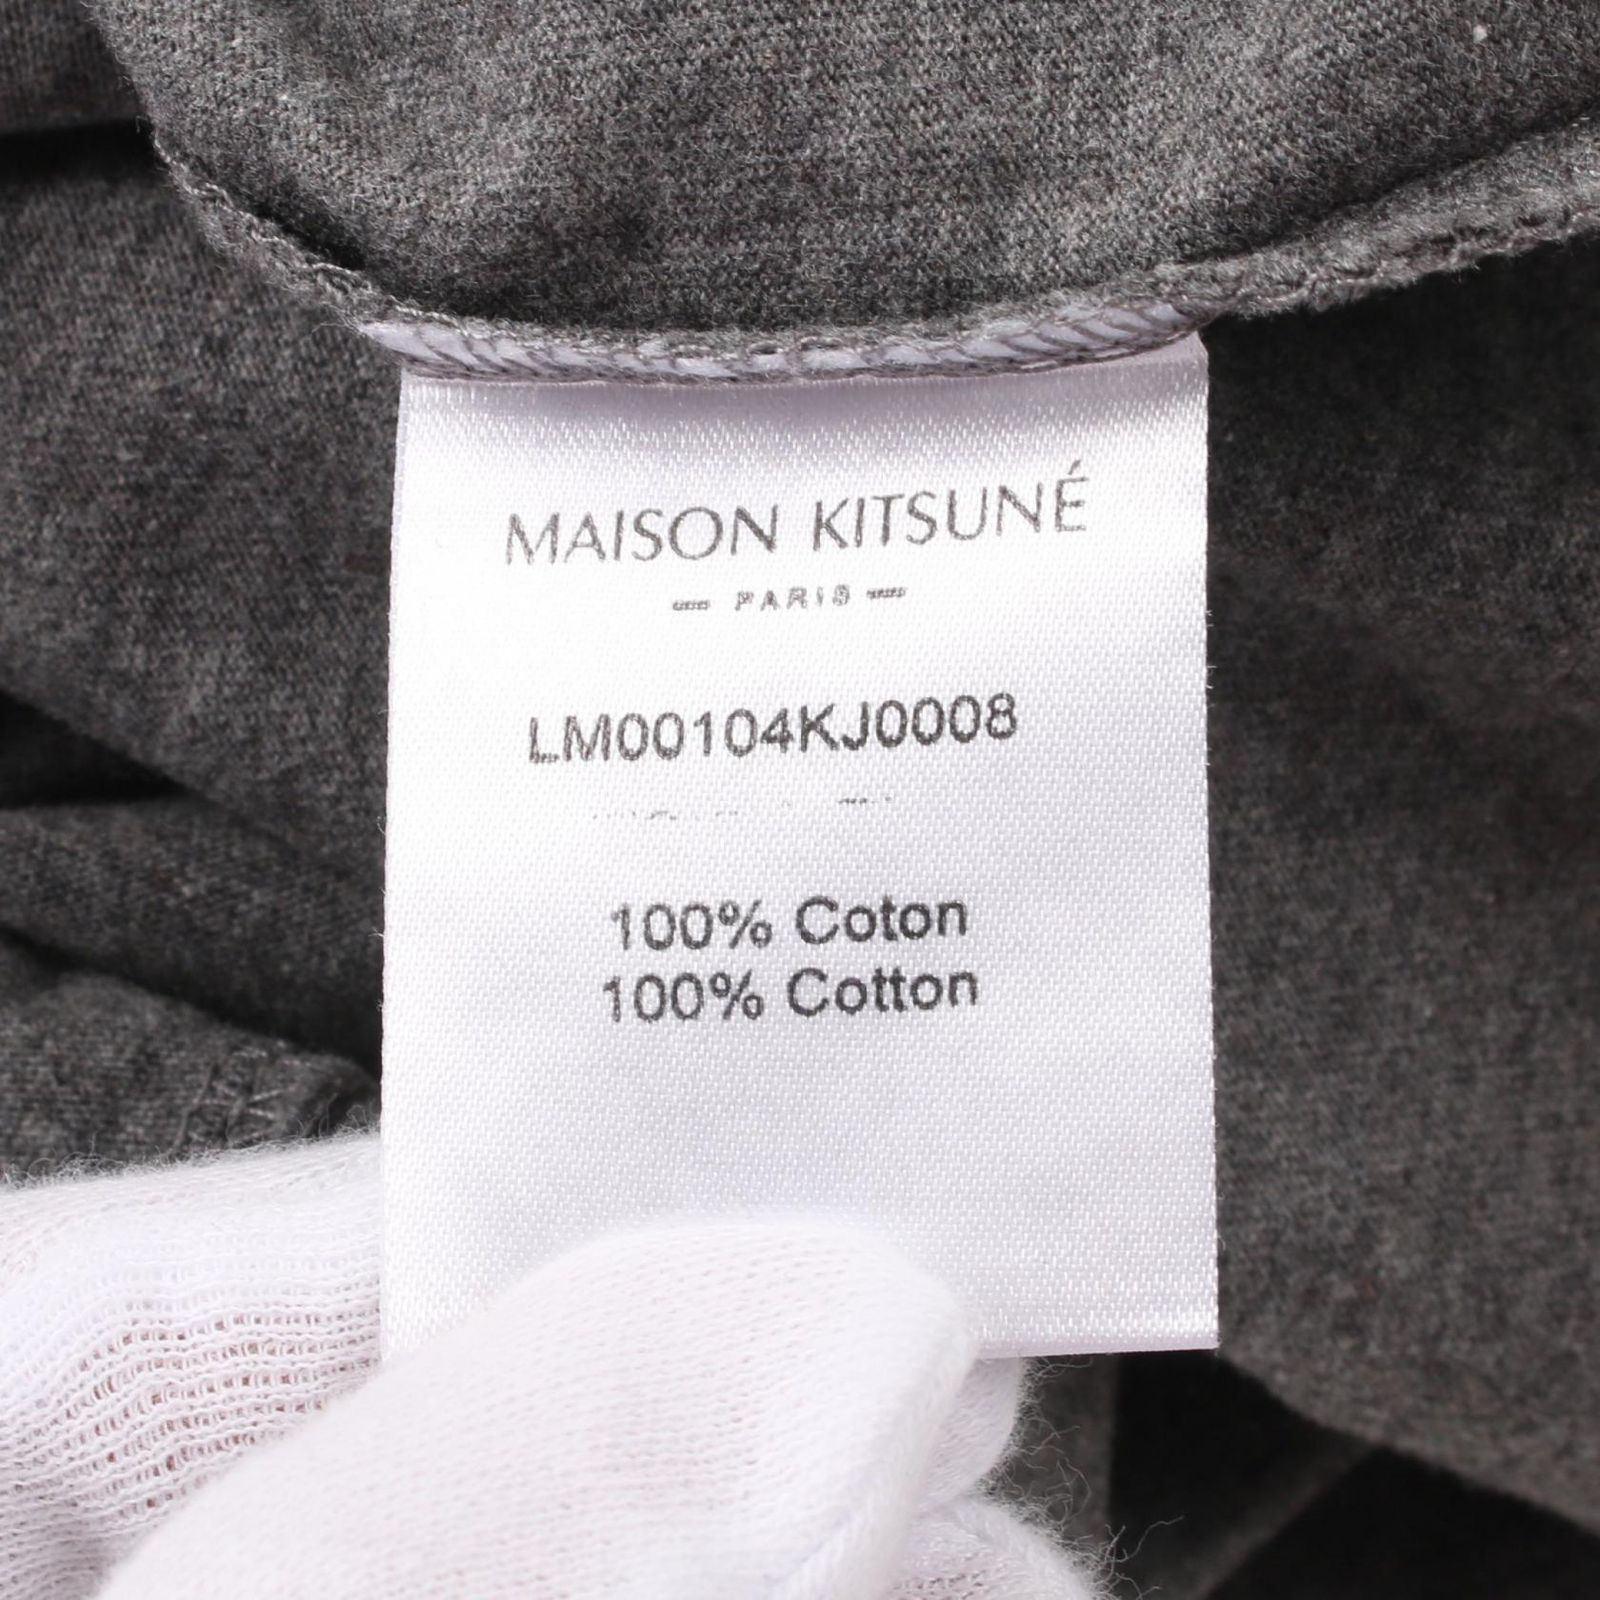 MAISON KITSUNÉ
— PARIS —
LM00104KJ0008
100% Coton
100% Cotton